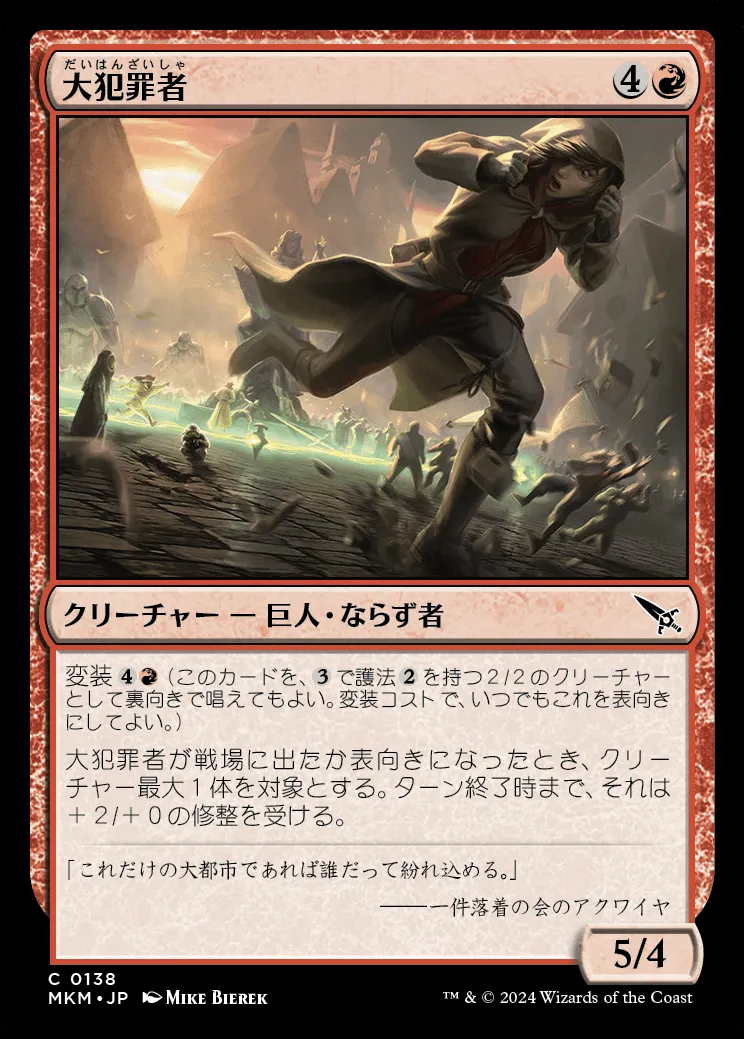 だいはんざいしゃ
大犯罪者 4
クリーチャー — 巨人・ならず者
変装 4 (このカードを、3で護法2を持つ2/2のクリーチャー
として裏向きで唱えてもよい。変装コストで、いつでもこれを表向き
にしてよい。)
大犯罪者が戦場に出たか表向きになったとき、クリー
チャー最大1体を対象とする。ターン終了時まで、それは
+2/+0の修整を受ける。
「これだけの大都市であれば誰だって紛れ込める。」
——一件落着の会のアクワイヤ
5/4
C 0138
MKM・JP Mike Bierek
™ & © 2024 Wizards of the Coast